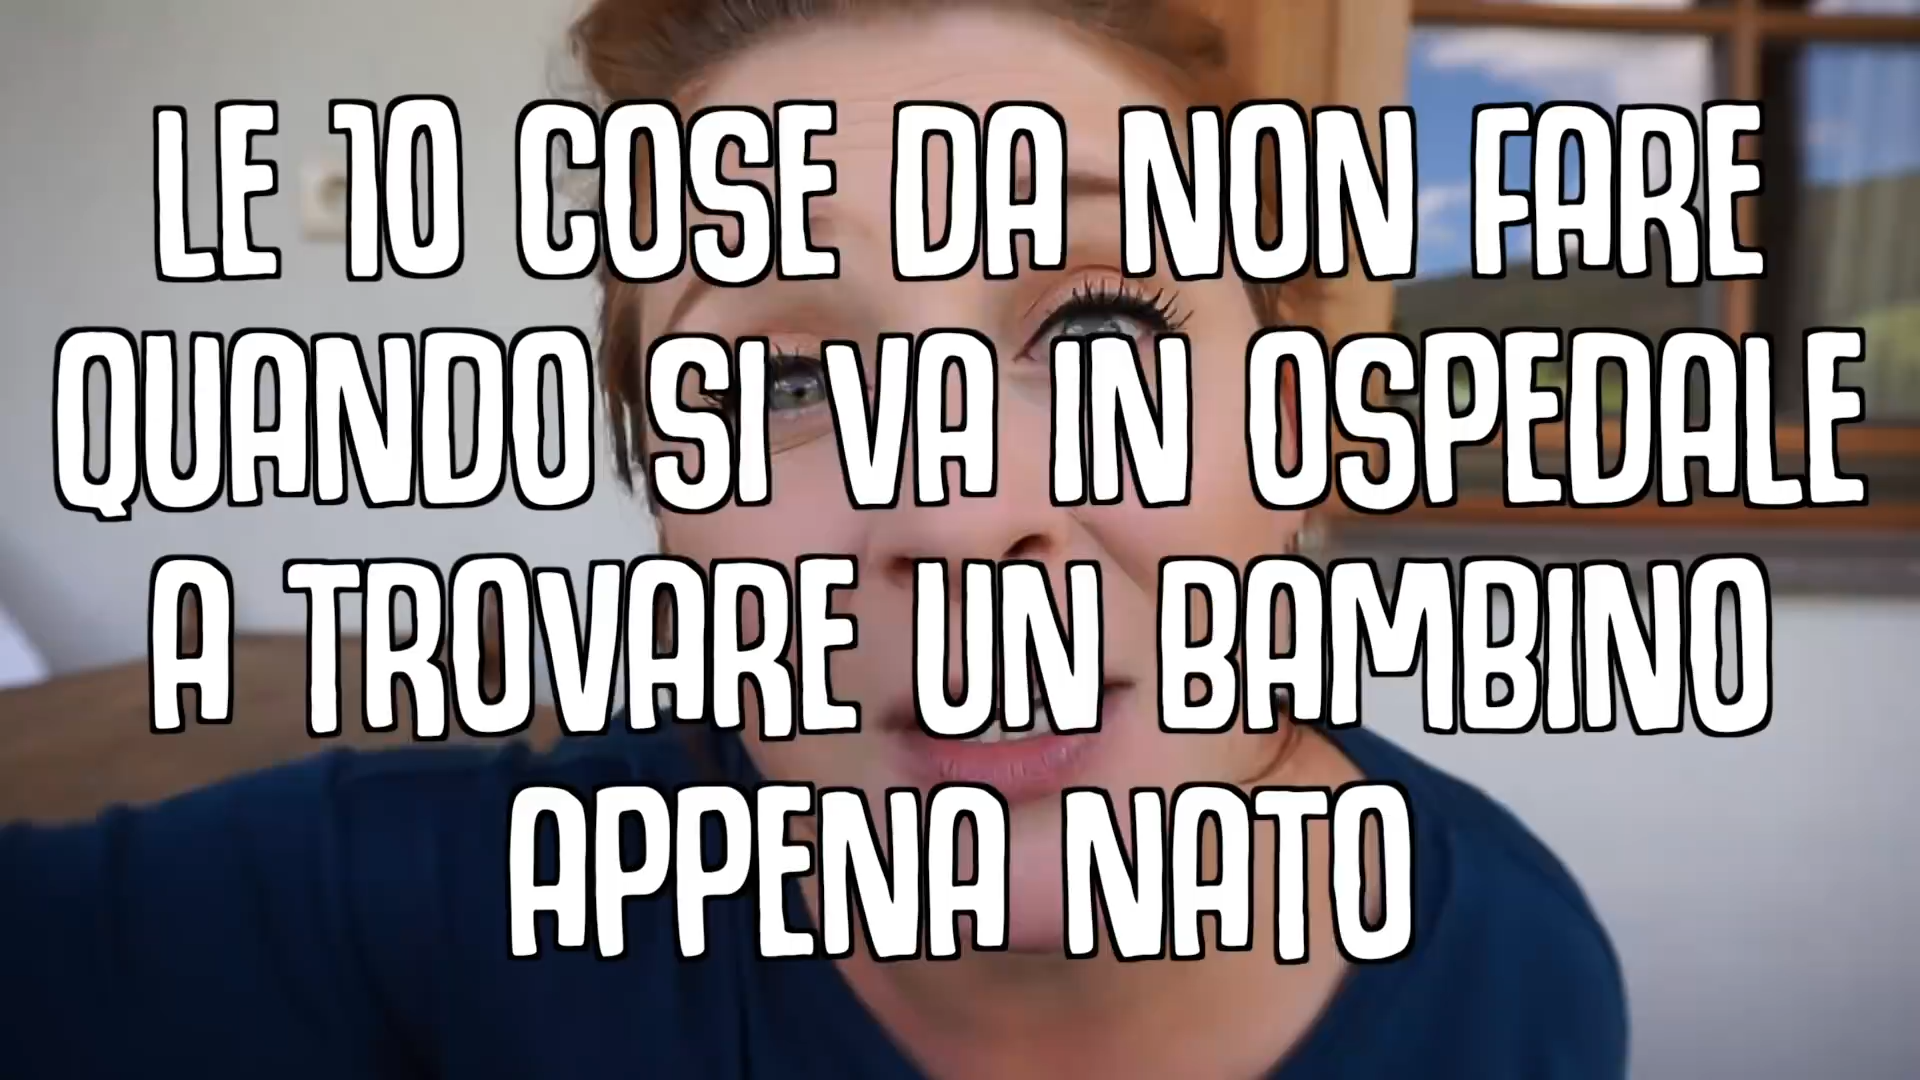 LE 10 COSE DA NON FARE
QUANDO SI VA IN OSPEDALE
A TROVARE UN BAMBINO
APPENA NATO